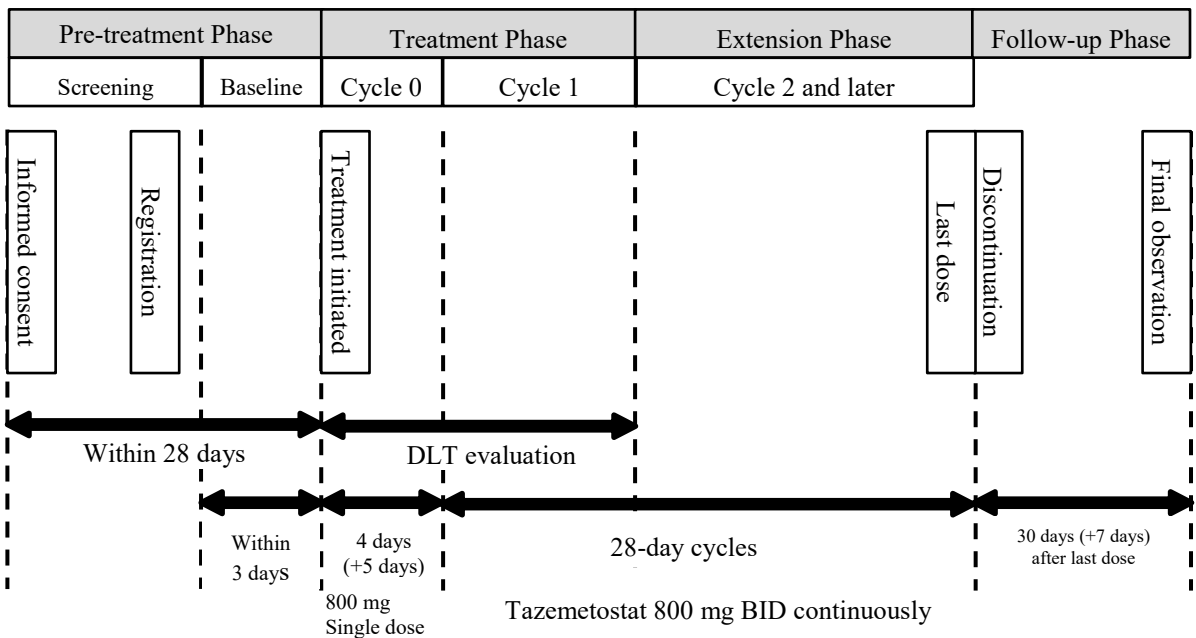 Pre-treatment Phase
Treatment Phase
Extension Phase
Follow-up Phase
Screening
Baseline
Cycle 0
Cycle 1
Cycle 2 and later
Informed consent
Registration
Treatment initiated
Last dose
Discontinuation
Final observation
Within 28 days
DLT evaluation
Within
3 days
4 days
(+5 days)
28-day cycles
30 days (+7 days)
after last dose
800 mg
Single dose
Tazemetostat 800 mg BID continuously